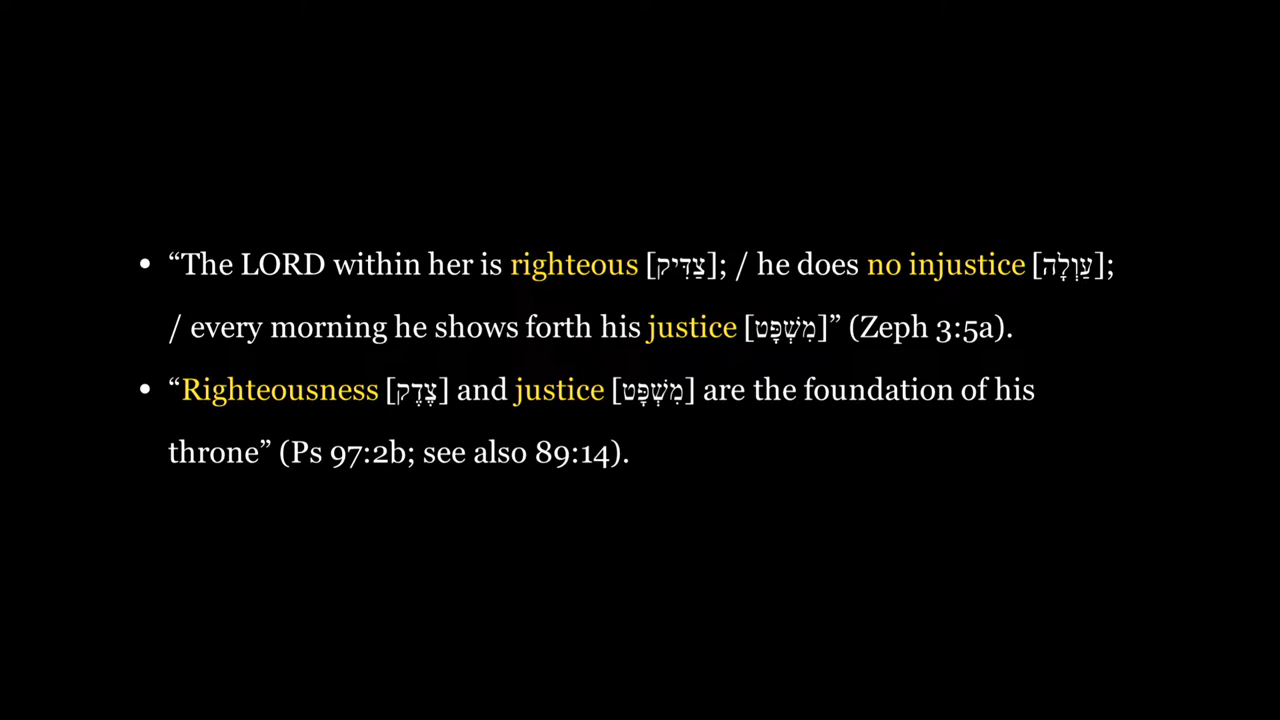 • “The LORD within her is righteous [צַדִּיק]; / he does no injustice [עַוְלָה];
/ every morning he shows forth his justice [מִשְׁפָּט]” (Zeph 3:5a).
• “Righteousness [צֶדֶק] and justice [מִשְׁפָּט] are the foundation of his
throne” (Ps 97:2b; see also 89:14).